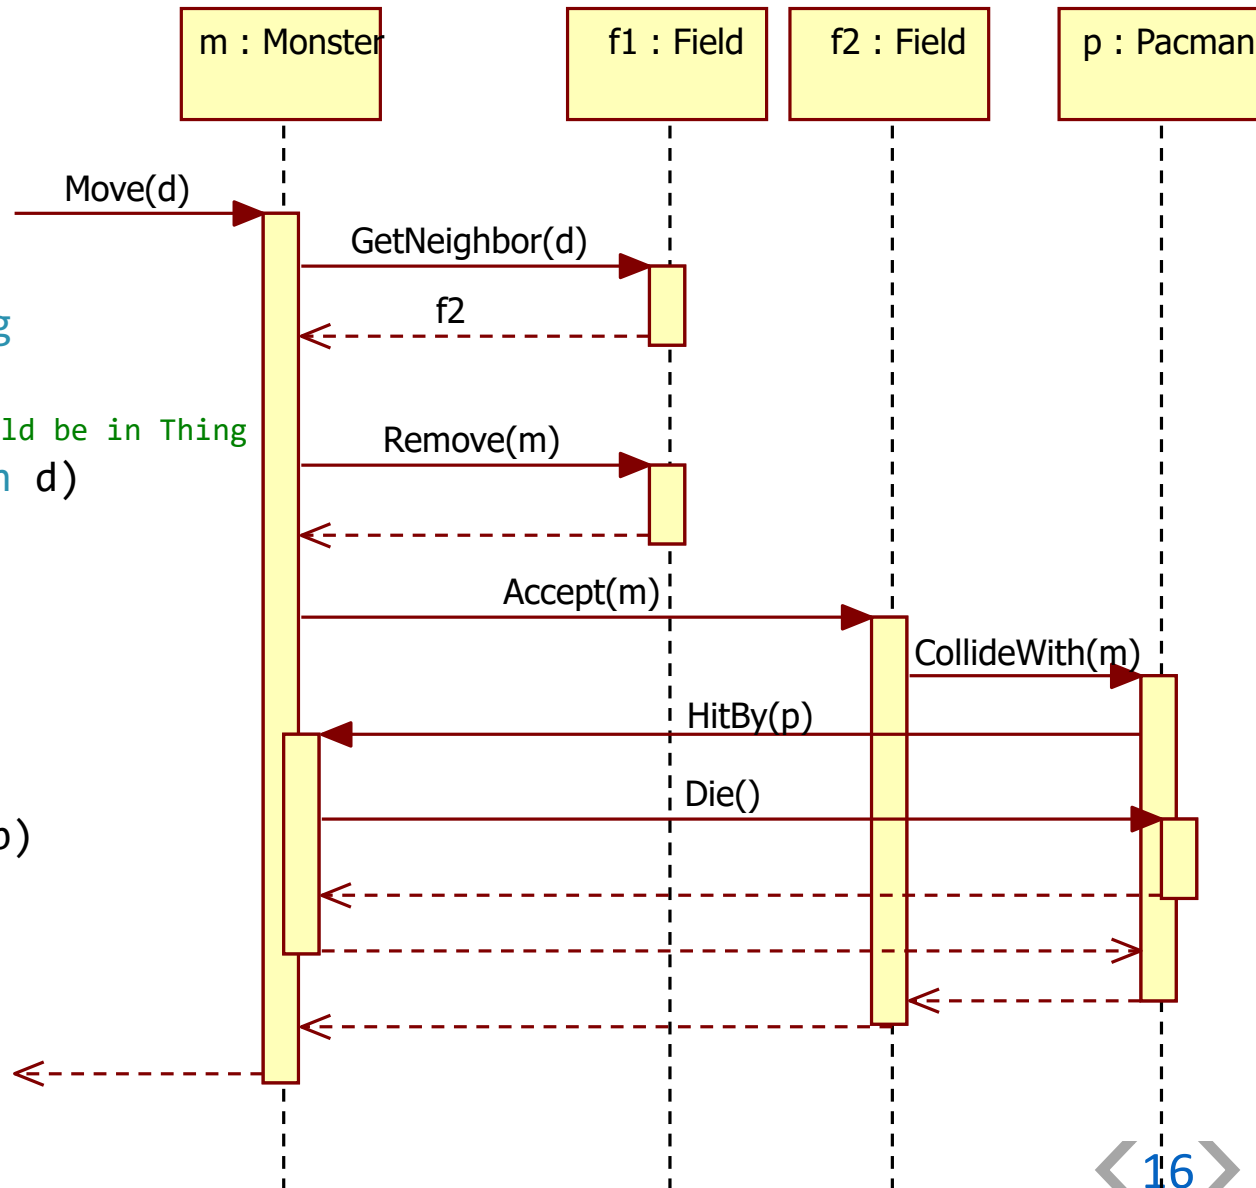 m : Monster
f1 : Field
f2 : Field
p : Pacman
Move(d)
GetNeighbor(d)
f2
g
ld be in Thing
Remove(m)
n d)
Accept(m)
CollideWith(m)
HitBy(p)
Die()
p)
16